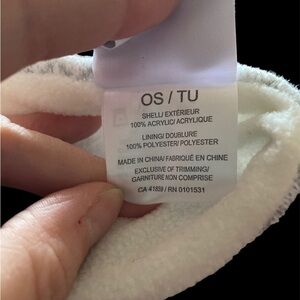 OS / TU
SHELL/ EXTÉRIEUR
100% ACRYLIC/ ACRYLIQUE
LINING/ DOUBLURE
100% POLYESTER/ POLYESTER
MADE IN CHINA/ FABRIQUÉ EN CHINE
EXCLUSIVE OF TRIMMING/
GARNITURE NON COMPRISE
CA 41859 / RN 0101531